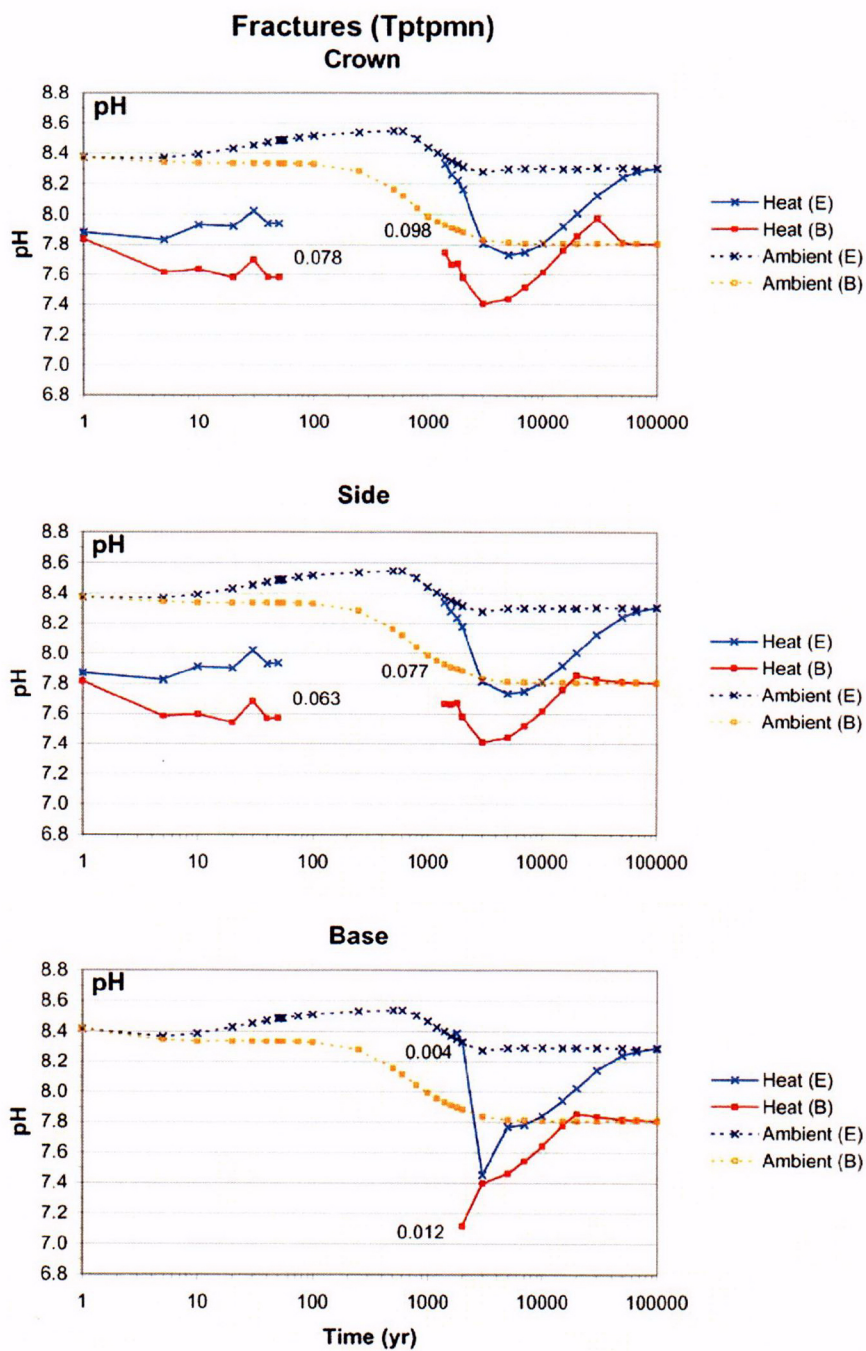 Fractures (Tptpmn)
Crown
8.8
pH
8.6
8.4
8.2
8.0
7.8
7.6
7.4
7.2
7.0
6.8
pH
0.078
0.098
1 10 100 1000 10000 100000
Heat (E)
Heat (B)
Ambient (E)
Ambient (B)
Side
8.8
pH
8.6
8.4
8.2
8.0
7.8
7.6
7.4
7.2
7.0
6.8
pH
0.063
0.077
1 10 100 1000 10000 100000
Heat (E)
Heat (B)
Ambient (E)
Ambient (B)
Base
8.8
pH
8.6
8.4
8.2
8.0
7.8
7.6
7.4
7.2
7.0
6.8
pH
0.004
0.012
1 10 100 1000 10000 100000
Time (yr)
Heat (E)
Heat (B)
Ambient (E)
Ambient (B)